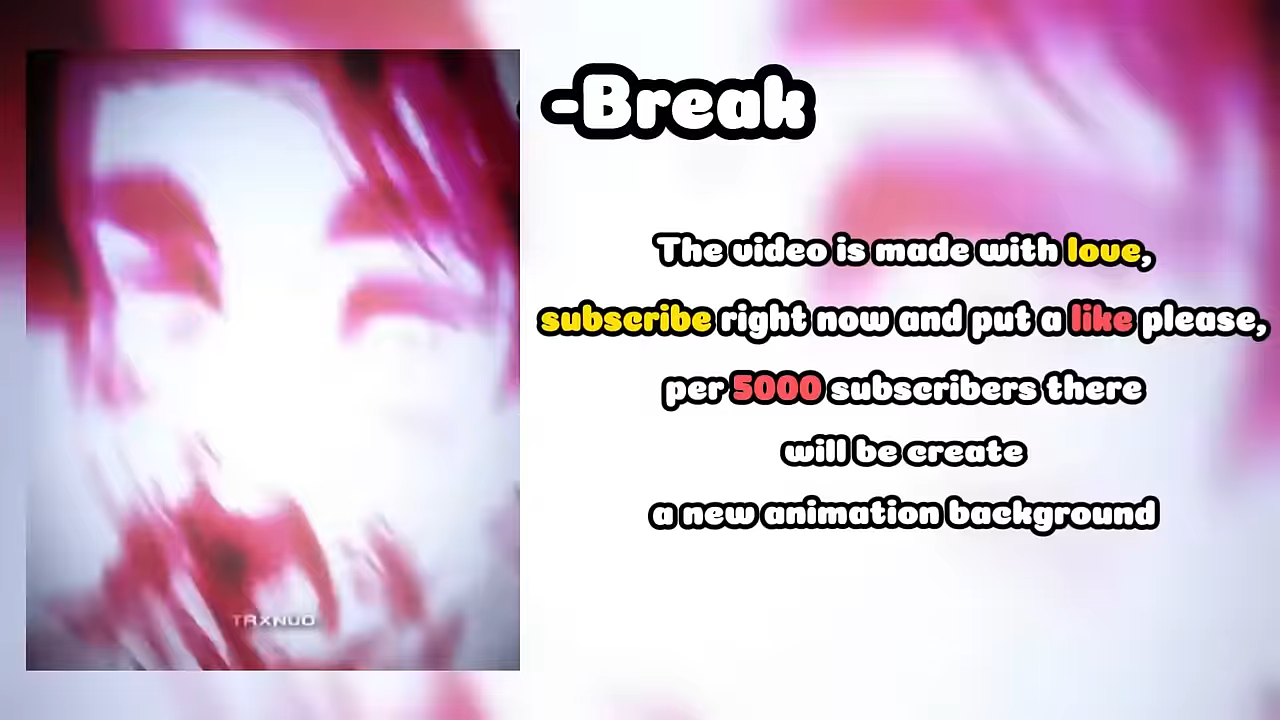 -Break
The video is made with love,
subscribe right now and put a like please,
per 5000 subscribers there
will be create
a new animation background
TRXNUO